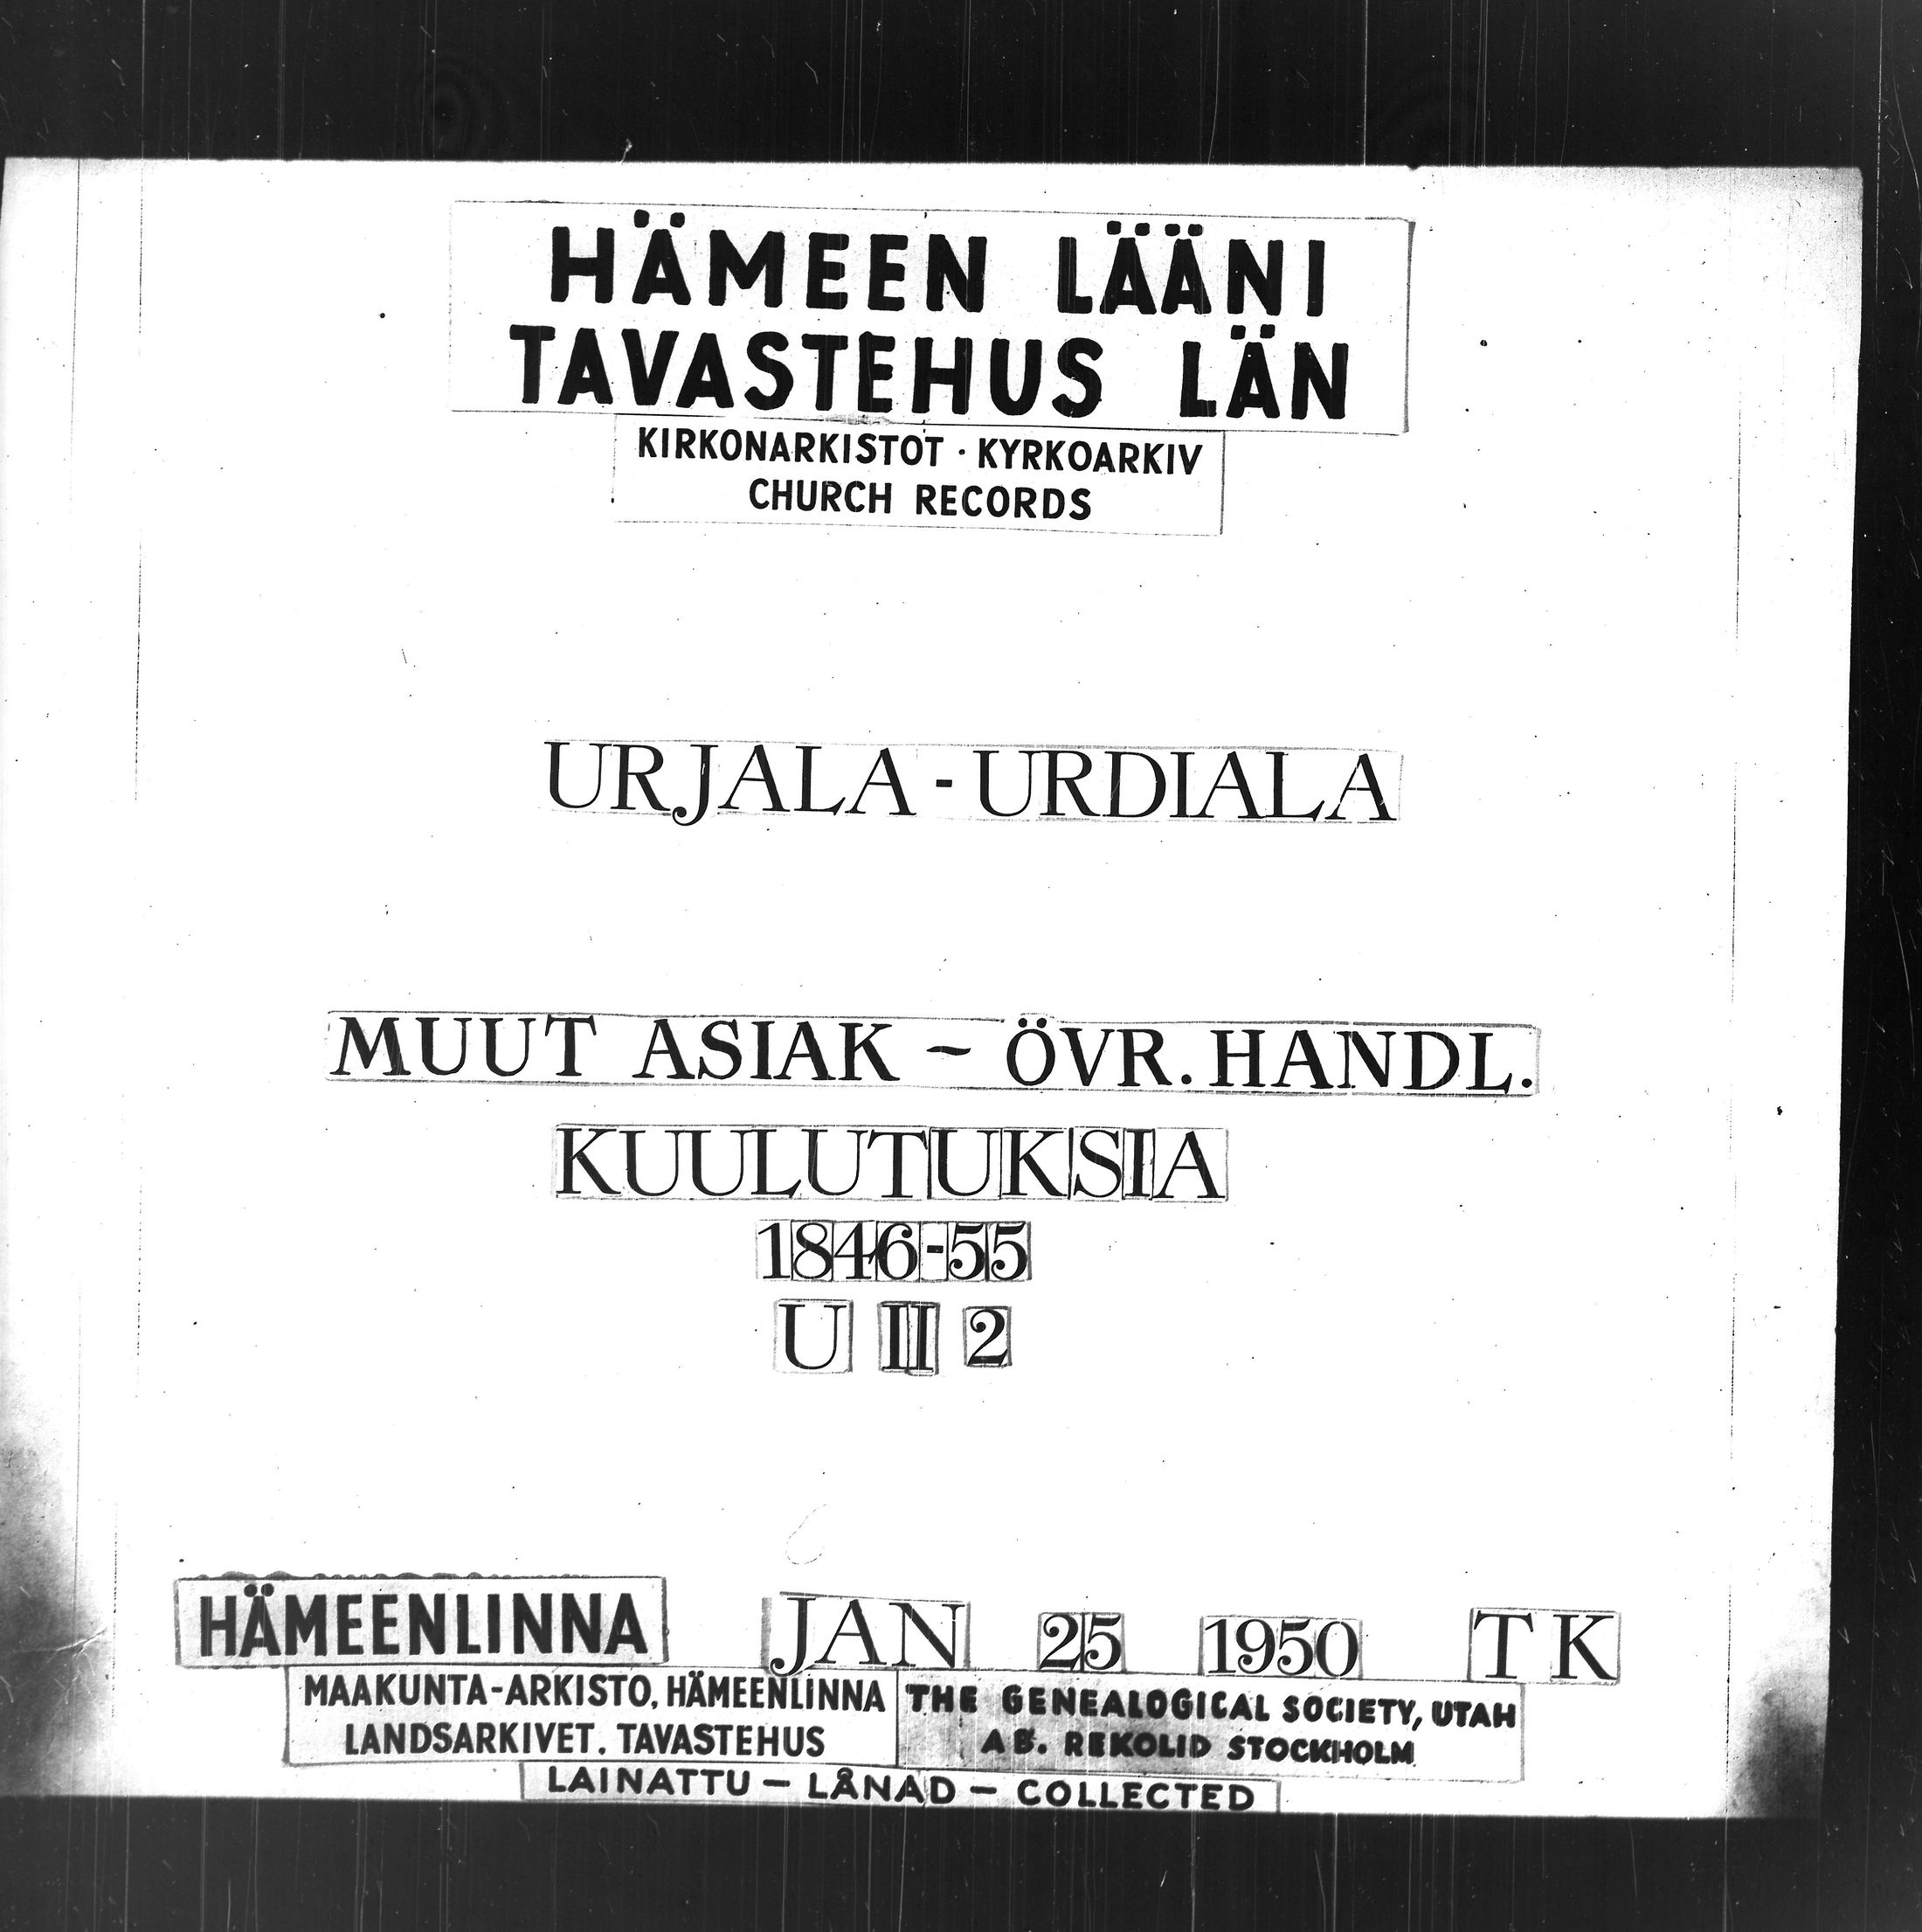 HÄMEEN LÄÄNI
TAVASTEHUS LÄN
KIRKONARKISTOT · KYRKOARKIV
CHURCH RECORDS
URJALA - URDIALA
MUUT ASIAK ~ ÖVR. HANDL.
KUULUTUKSIA
1846-55
U II 2
HÄMEENLINNA JAN 25 1950 TK
MAAKUNTA-ARKISTO, HÄMEENLINNA
LANDSARKIVET. TAVASTEHUS
THE GENEALOGICAL SOCIETY, UTAH
AB. REKOLID STOCKHOLM
LAINATTU — LÅNAD — COLLECTED